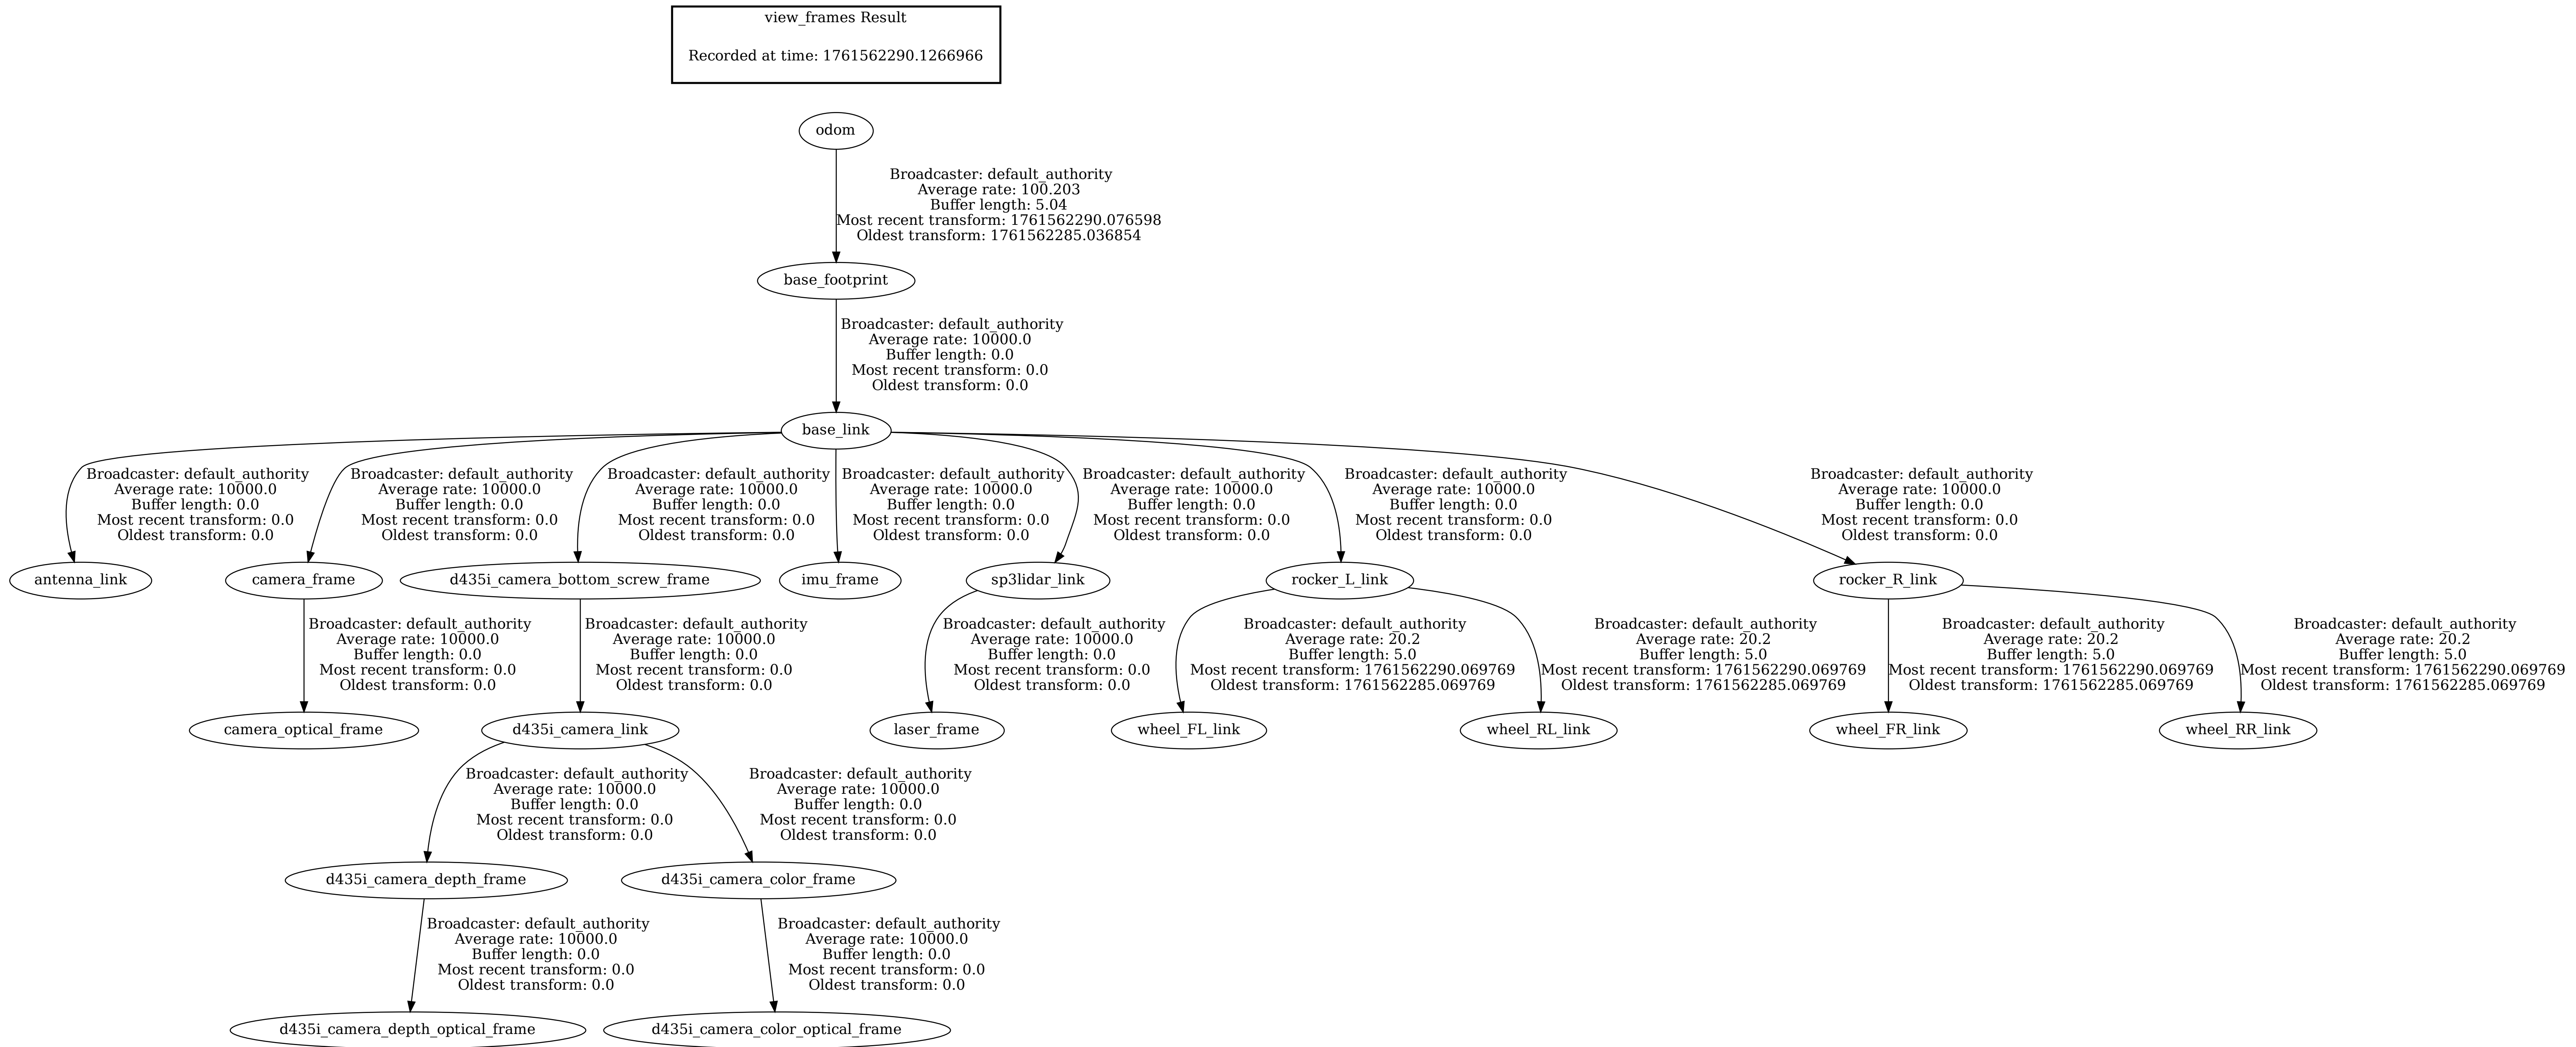 view_frames Result
Recorded at time: 1761562290.1266966
odom
Broadcaster: default_authority
Average rate: 100.203
Buffer length: 5.04
Most recent transform: 1761562290.076598
Oldest transform: 1761562285.036854
base_footprint
Broadcaster: default_authority
Average rate: 10000.0
Buffer length: 0.0
Most recent transform: 0.0
Oldest transform: 0.0
base_link
Broadcaster: default_authority
Average rate: 10000.0
Buffer length: 0.0
Most recent transform: 0.0
Oldest transform: 0.0
Broadcaster: default_authority
Average rate: 10000.0
Buffer length: 0.0
Most recent transform: 0.0
Oldest transform: 0.0
Broadcaster: default_authority
Average rate: 10000.0
Buffer length: 0.0
Most recent transform: 0.0
Oldest transform: 0.0
Broadcaster: default_authority
Average rate: 10000.0
Buffer length: 0.0
Most recent transform: 0.0
Oldest transform: 0.0
Broadcaster: default_authority
Average rate: 10000.0
Buffer length: 0.0
Most recent transform: 0.0
Oldest transform: 0.0
Broadcaster: default_authority
Average rate: 10000.0
Buffer length: 0.0
Most recent transform: 0.0
Oldest transform: 0.0
Broadcaster: default_authority
Average rate: 10000.0
Buffer length: 0.0
Most recent transform: 0.0
Oldest transform: 0.0
antenna_link
camera_frame
d435i_camera_bottom_screw_frame
imu_frame
sp3lidar_link
rocker_L_link
rocker_R_link
Broadcaster: default_authority
Average rate: 10000.0
Buffer length: 0.0
Most recent transform: 0.0
Oldest transform: 0.0
Broadcaster: default_authority
Average rate: 10000.0
Buffer length: 0.0
Most recent transform: 0.0
Oldest transform: 0.0
Broadcaster: default_authority
Average rate: 10000.0
Buffer length: 0.0
Most recent transform: 0.0
Oldest transform: 0.0
Broadcaster: default_authority
Average rate: 20.2
Buffer length: 5.0
Most recent transform: 1761562290.069769
Oldest transform: 1761562285.069769
Broadcaster: default_authority
Average rate: 20.2
Buffer length: 5.0
Most recent transform: 1761562290.069769
Oldest transform: 1761562285.069769
Broadcaster: default_authority
Average rate: 20.2
Buffer length: 5.0
Most recent transform: 1761562290.069769
Oldest transform: 1761562285.069769
Broadcaster: default_authority
Average rate: 20.2
Buffer length: 5.0
Most recent transform: 1761562290.069769
Oldest transform: 1761562285.069769
camera_optical_frame
d435i_camera_link
laser_frame
wheel_FL_link
wheel_RL_link
wheel_FR_link
wheel_RR_link
Broadcaster: default_authority
Average rate: 10000.0
Buffer length: 0.0
Most recent transform: 0.0
Oldest transform: 0.0
Broadcaster: default_authority
Average rate: 10000.0
Buffer length: 0.0
Most recent transform: 0.0
Oldest transform: 0.0
d435i_camera_depth_frame
d435i_camera_color_frame
Broadcaster: default_authority
Average rate: 10000.0
Buffer length: 0.0
Most recent transform: 0.0
Oldest transform: 0.0
Broadcaster: default_authority
Average rate: 10000.0
Buffer length: 0.0
Most recent transform: 0.0
Oldest transform: 0.0
d435i_camera_depth_optical_frame
d435i_camera_color_optical_frame